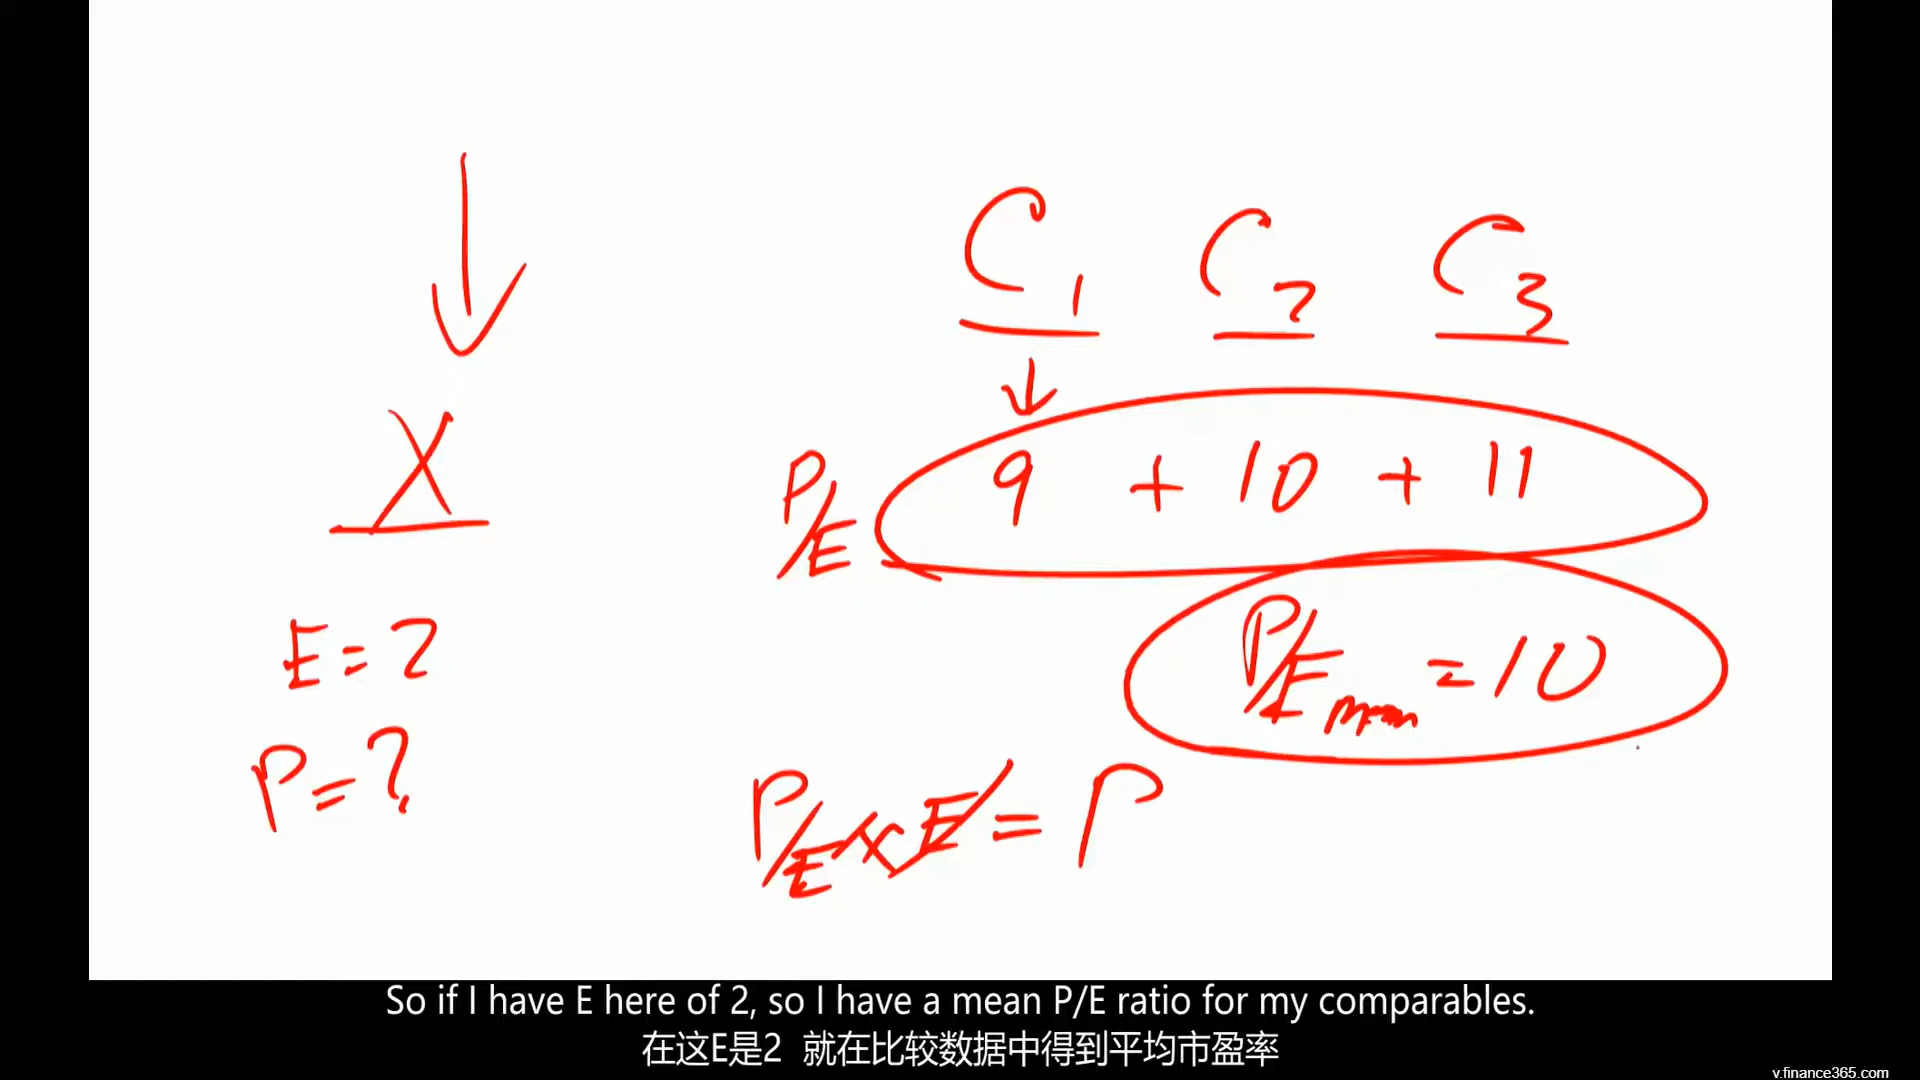 C1 C2 C3
X
P/E 9 + 10 + 11
E = 2
P/E mean = 10
P = ?
P/E x E = P
So if I have E here of 2, so I have a mean P/E ratio for my comparables.
在这E是2 就在比较数据中得到平均市盈率
v.finance365.com